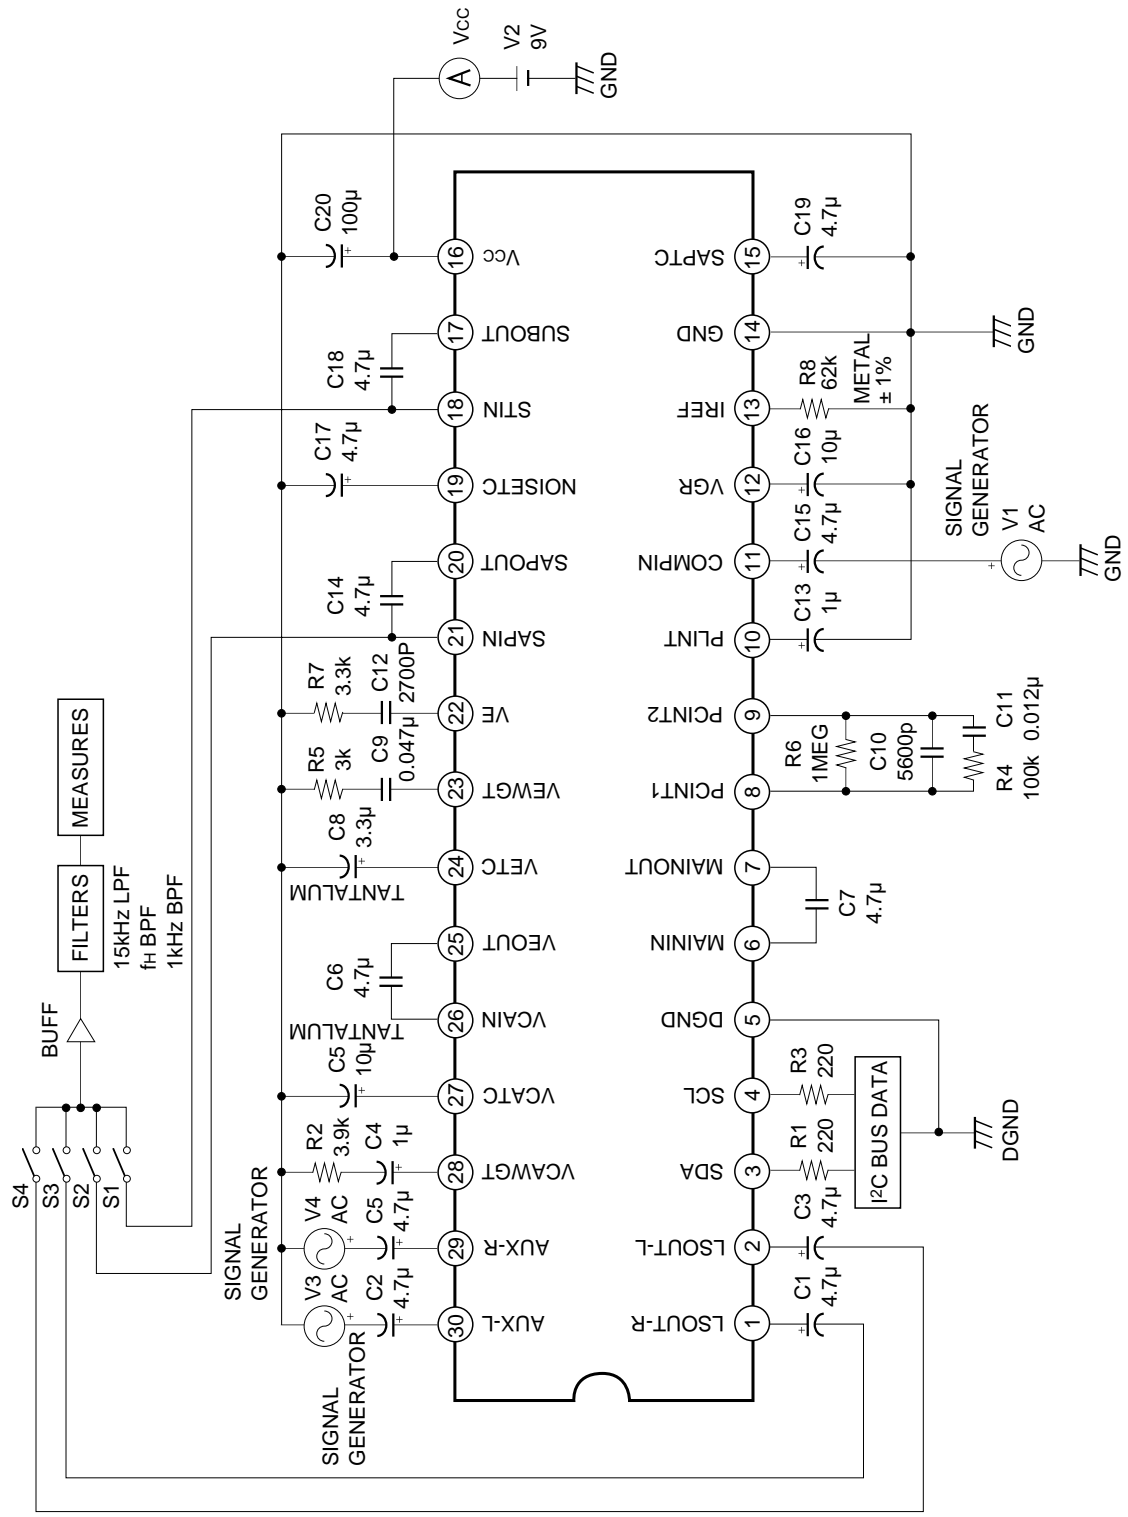 S4
S3
S2
S1
BUFF
FILTERS
15kHz LPF
fH BPF
1kHz BPF
MEASURES
SIGNAL
GENERATOR
V3
AC
C2
4.7µ
SIGNAL
GENERATOR
V4
AC
C5
4.7µ
R2
3.9k
C4
1µ
C5
10µ
TANTALUM
C6
4.7µ
TANTALUM
C8
3.3µ
R5
3k
C9
0.047µ
R7
3.3k
C12
2700P
C14
4.7µ
C17
4.7µ
C18
4.7µ
C20
100µ
A
VCC
V2
9V
GND
30
29
28
27
26
25
24
23
22
21
20
19
18
17
16
AUX-L
AUX-R
VCAWGT
VCATC
VCAIN
VEOUT
VETC
VEWGT
VE
SAPIN
SAPOUT
NOISETC
STIN
SUBOUT
VCC
LSOUT-R
LSOUT-L
SDA
SCL
DGND
MAININ
MAINOUT
PCINT1
PCINT2
PLINT
COMPIN
VGR
IREF
GND
SAPTC
1
2
3
4
5
6
7
8
9
10
11
12
13
14
15
C1
4.7µ
C3
4.7µ
R1
220
R3
220
I²C BUS DATA
DGND
C7
4.7µ
R6
1MEG
C10
5600p
R4
100k
C11
0.012µ
C13
1µ
C15
4.7µ
C16
10µ
R8
62k
METAL
± 1%
C19
4.7µ
SIGNAL
GENERATOR
V1
AC
GND
GND